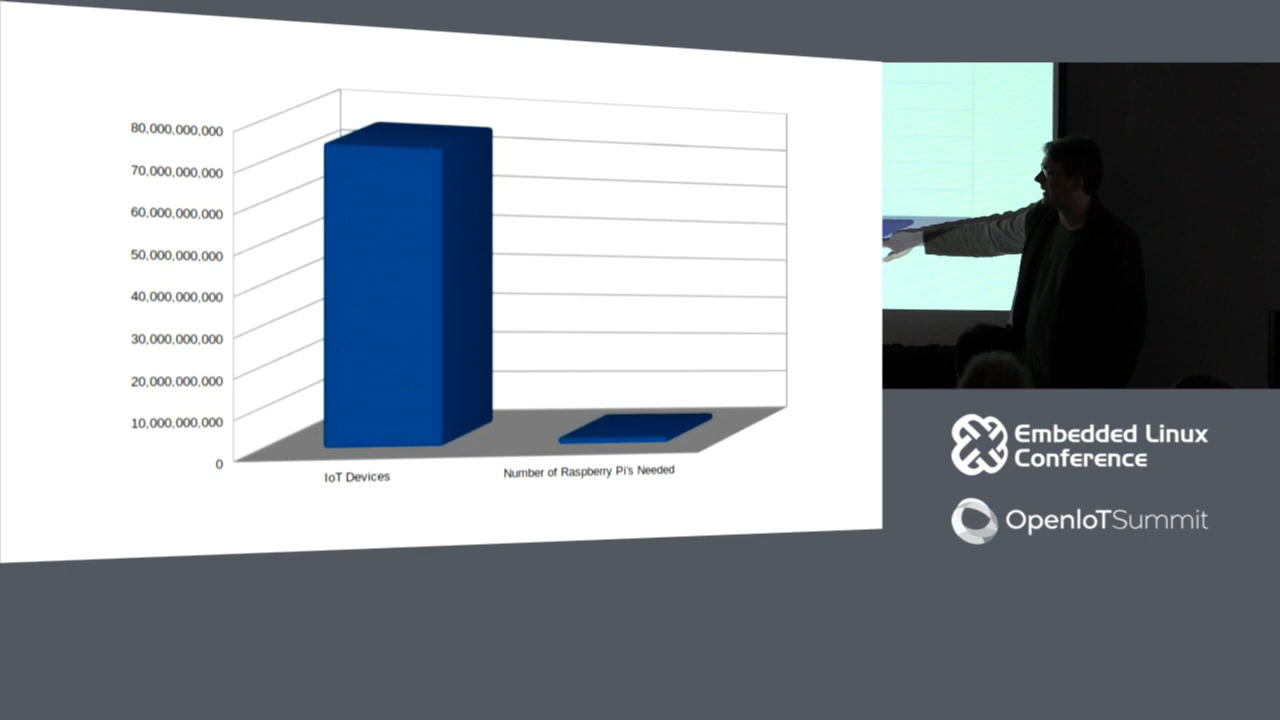 80,000,000,000
70,000,000,000
60,000,000,000
50,000,000,000
40,000,000,000
30,000,000,000
20,000,000,000
10,000,000,000
0
IoT Devices
Number of Raspberry Pi's Needed
Embedded Linux
Conference
OpenIoTSummit